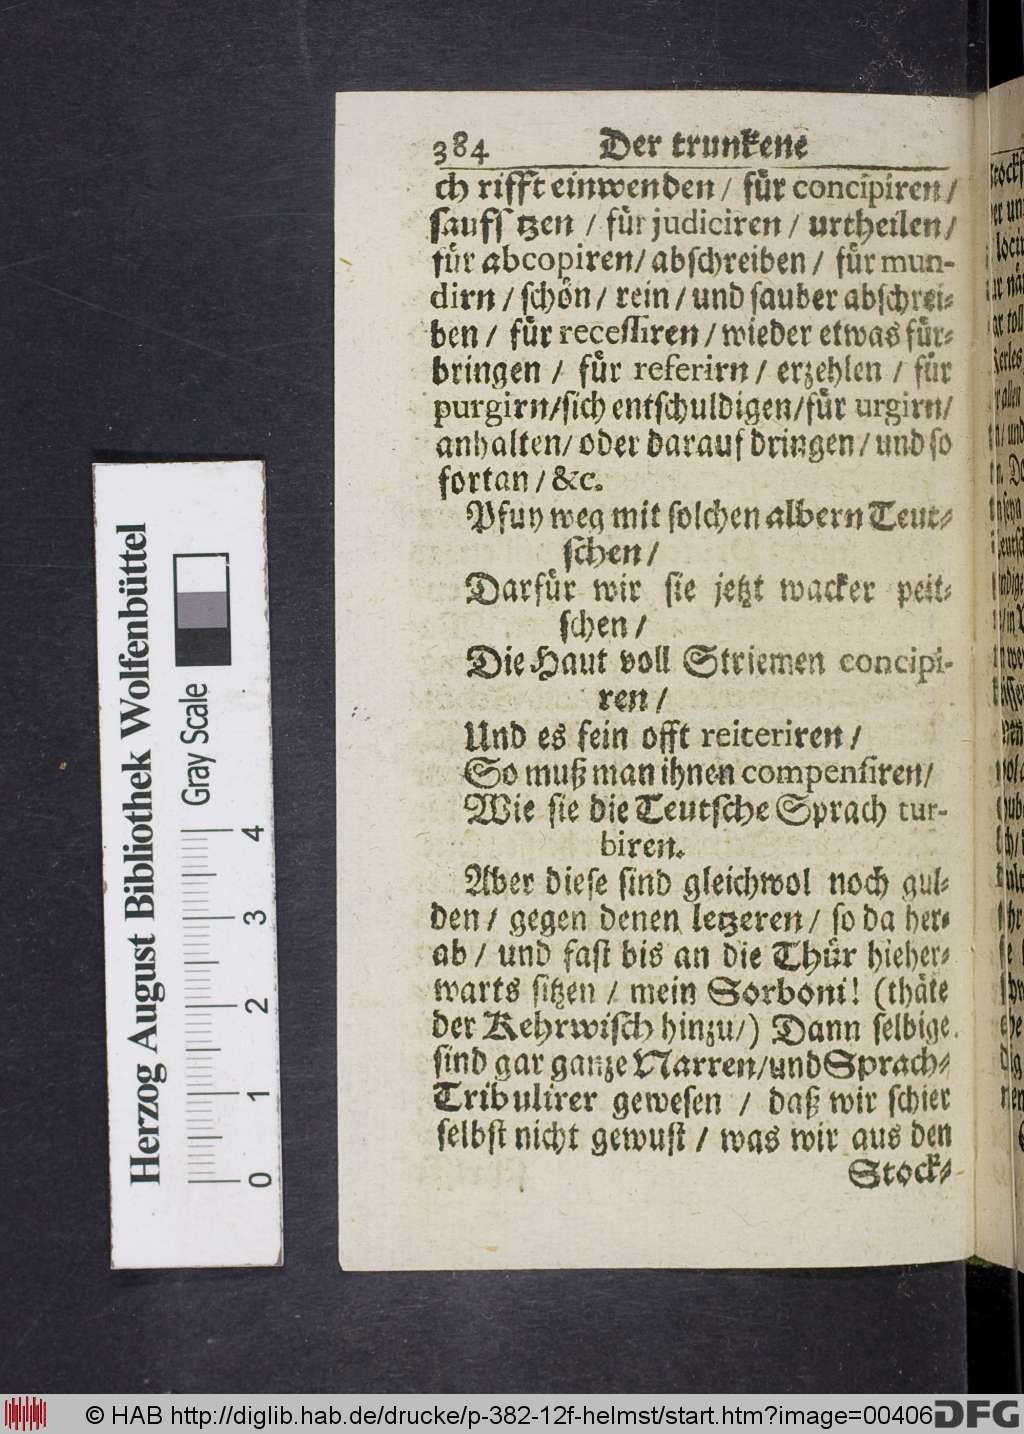 384 Der trunkene
ch rifft einwenden / für concipiren /
saufs tzen / für judiciren / urtheilen /
für abcopiren / abschreiben / für mun-
dirn / schön / rein / und sauber abschrei-
ben / für recessiren / wieder etwas für-
bringen / für referirn / erzehlen / für
purgirn / sich entschuldigen / für urgirn /
anhalten / oder darauf dringen / und so
fortan / &c.
Pfuy weg mit solchen albern Teut-
schen /
Darfür wir sie jetzt wacker peit-
schen /
Die Haut voll Striemen concipi-
ren /
Und es fein offt reiteriren /
So muß man ihnen compensiren /
Wie sie die Teutsche Sprach tur-
biren.
Aber diese sind gleichwol noch gul-
den / gegen denen letzeren / so da her-
ab / und fast bis an die Thür hieher-
warts sitzen / mein Sorboni! (thäte
der Kehrwisch hinzu /) Dann selbige
sind gar ganze Narren / und Sprach-
Tribulirer gewesen / daß wir schier
selbst nicht gewust / was wir aus den
Stock-
Herzog August Bibliothek Wolfenbüttel
Gray Scale
0 1 2 3 4
© HAB http://diglib.hab.de/drucke/p-382-12f-helmst/start.htm?image=00406
DFG